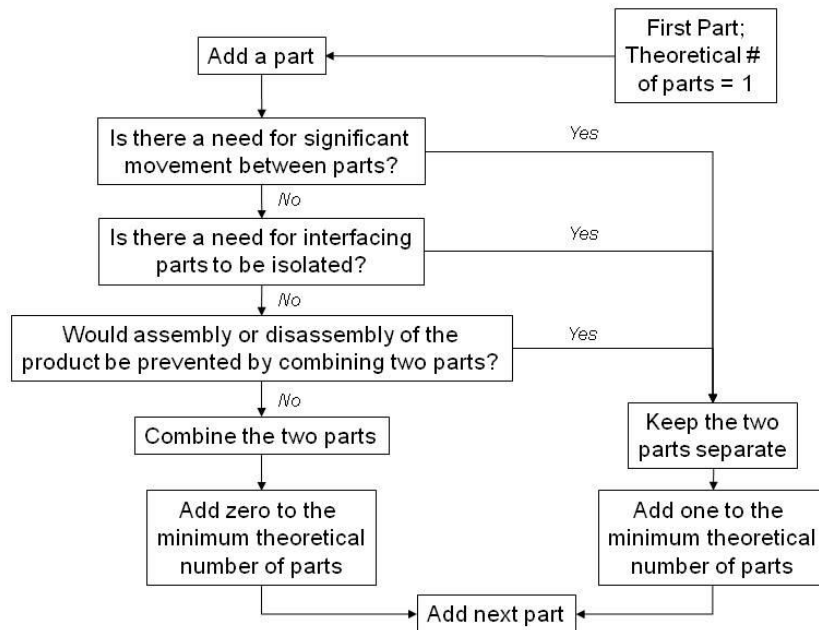 First Part;
Theoretical #
of parts = 1
Add a part
Is there a need for significant
movement between parts?
Yes
No
Is there a need for interfacing
parts to be isolated?
Yes
No
Would assembly or disassembly of the
product be prevented by combining two parts?
Yes
No
Combine the two parts
Keep the two
parts separate
Add zero to the
minimum theoretical
number of parts
Add one to the
minimum theoretical
number of parts
Add next part